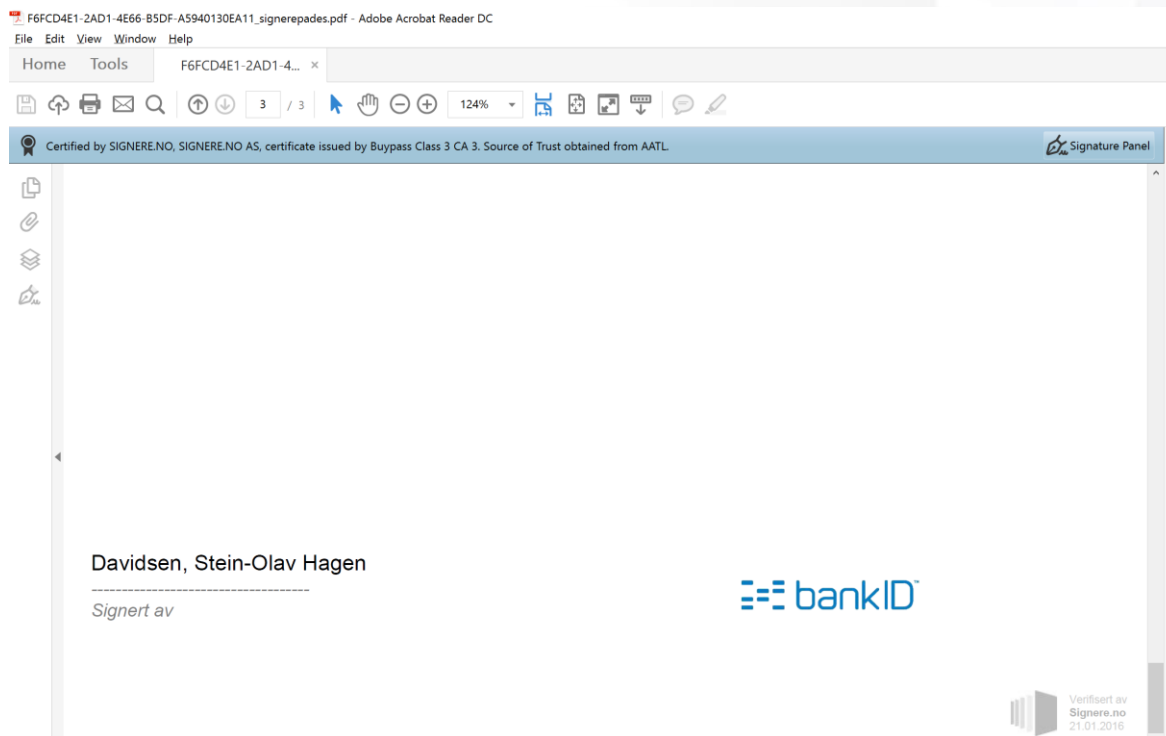 F6FCD4E1-2AD1-4E66-B5DF-A5940130EA11_signerepades.pdf - Adobe Acrobat Reader DC
File Edit View Window Help
Home Tools F6FCD4E1-2AD1-4... ×
3 / 3 124%
Certified by SIGNERE.NO, SIGNERE.NO AS, certificate issued by Buypass Class 3 CA 3. Source of Trust obtained from AATL. Signature Panel
Davidsen, Stein-Olav Hagen
------------------------------------
Signert av
bankID™
Verifisert av
Signere.no
21.01.2016